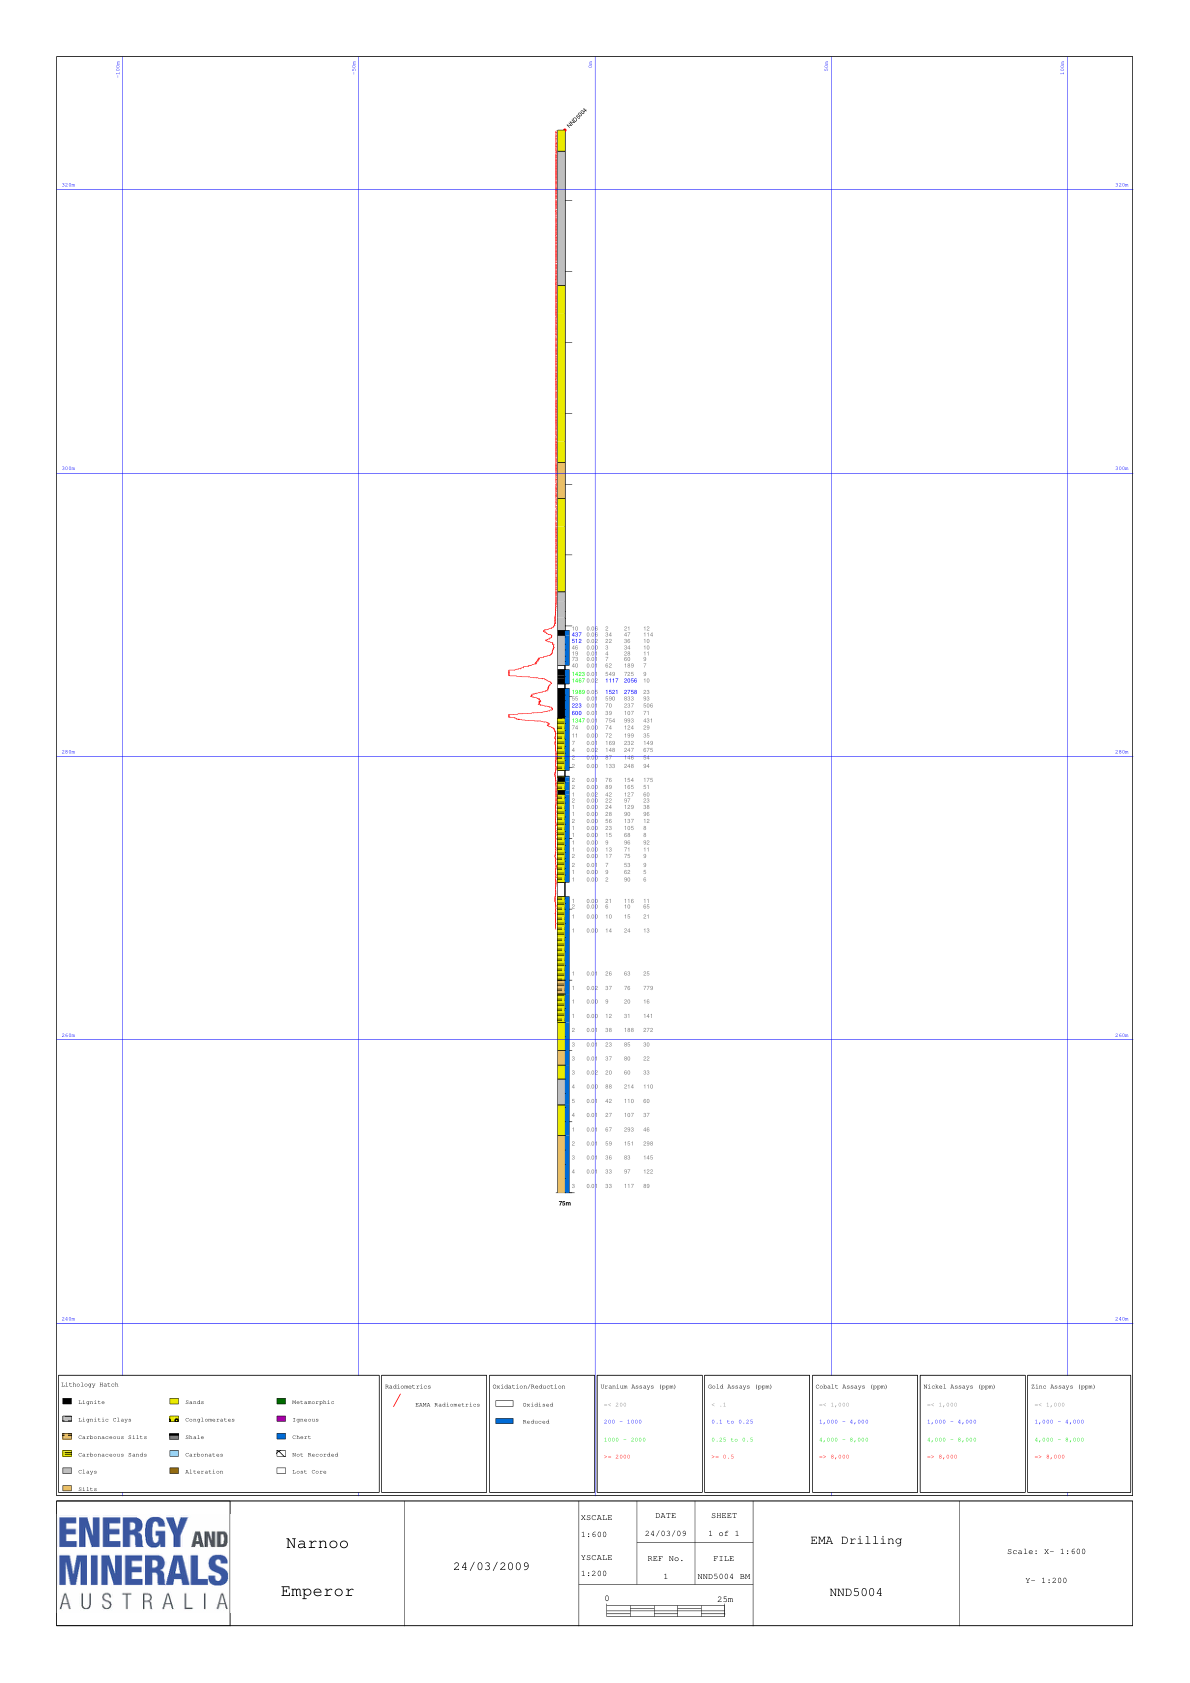 -100m -50m 0m 50m 100m
NND5004
320m 320m
300m 300m
10 0.06 2 21 12
437 0.06 34 47 114
512 0.02 22 36 10
46 0.00 3 34 10
19 0.01 4 28 11
73 0.01 7 60 9
40 0.01 62 189 7
1423 0.01 549 725 9
1467 0.02 1117 2056 10
1989 0.05 1521 2758 23
55 0.01 590 833 93
223 0.01 70 237 506
600 0.01 39 107 71
1347 0.01 754 993 431
74 0.00 74 124 29
11 0.00 72 199 35
7 0.01 169 232 149
4 0.02 148 247 675
280m 280m
2 0.00 133 248 94
2 0.00 76 154 175
2 0.00 89 165 51
1 0.02 42 127 60
2 0.00 22 97 23
1 0.00 24 129 38
1 0.00 28 90 96
2 0.00 56 137 12
1 0.00 23 105 8
1 0.00 15 68 8
1 0.00 9 96 92
1 0.00 13 71 11
2 0.00 17 75 9
2 0.01 7 53 9
1 0.00 9 62 5
1 0.00 2 90 6
1 0.00 21 116 11
2 0.00 6 10 65
1 0.00 10 15 21
1 0.00 14 24 13
1 0.01 26 63 25
1 0.02 37 76 779
1 0.00 9 20 16
1 0.00 12 31 141
2 0.01 38 188 272
260m 260m
3 0.01 23 85 30
3 0.01 37 80 22
3 0.02 20 60 33
4 0.00 88 214 110
5 0.01 42 110 60
4 0.01 27 107 37
1 0.01 67 293 46
2 0.01 59 151 298
3 0.01 36 83 145
4 0.01 33 97 122
3 0.01 33 117 89
75m
240m 240m
Lithology Hatch
Lignite Sands Metamorphic
Lignitic Clays Conglomerates Igneous
Carbonaceous Silts Shale Chert
Carbonaceous Sands Carbonates Not Recorded
Clays Alteration Lost Core
Silts
Radiometrics
EAMA Radiometrics
Oxidation/Reduction
Oxidised
Reduced
Uranium Assays (ppm)
=< 200
200 - 1000
1000 - 2000
>= 2000
Gold Assays (ppm)
< .1
0.1 to 0.25
0.25 to 0.5
>= 0.5
Cobalt Assays (ppm)
=< 1,000
1,000 - 4,000
4,000 - 8,000
=> 8,000
Nickel Assays (ppm)
=< 1,000
1,000 - 4,000
4,000 - 8,000
=> 8,000
Zinc Assays (ppm)
=< 1,000
1,000 - 4,000
4,000 - 8,000
=> 8,000
ENERGY AND
MINERALS
AUSTRALIA
Narnoo
Emperor
24/03/2009
XSCALE
1:600
YSCALE
1:200
DATE
24/03/09
SHEET
1 of 1
REF No.
1
FILE
NND5004 BM
0 25m
EMA Drilling
NND5004
Scale: X- 1:600
Y- 1:200